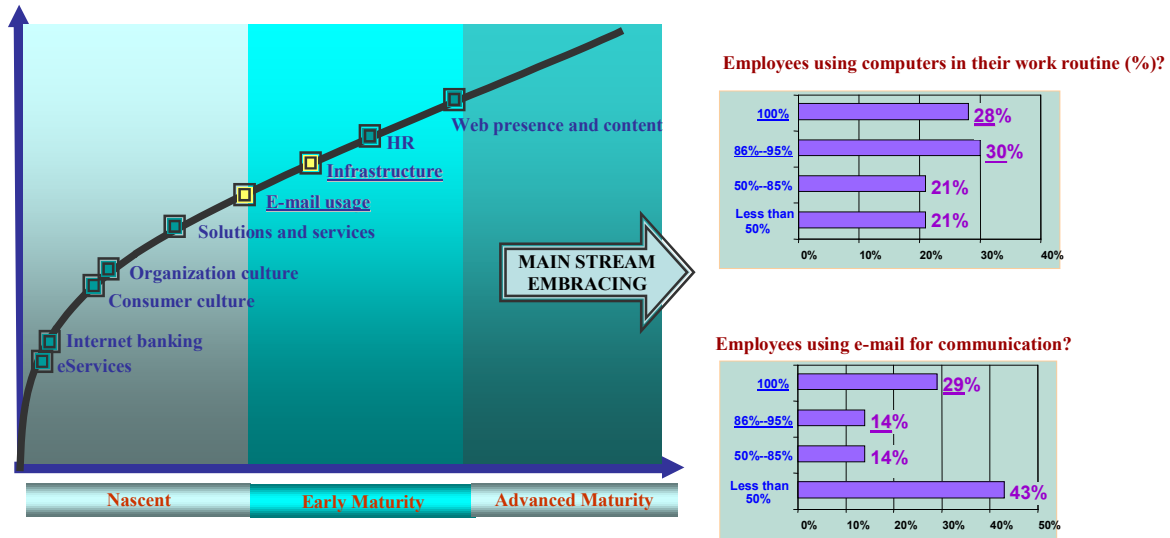 Web presence and content
HR
Infrastructure
E-mail usage
Solutions and services
Organization culture
Consumer culture
Internet banking
eServices
Nascent
Early Maturity
Advanced Maturity
MAIN STREAM
EMBRACING
Employees using computers in their work routine (%)?
100%
28%
86%--95%
30%
50%--85%
21%
Less than
50%
21%
0% 10% 20% 30% 40%
Employees using e-mail for communication?
100%
29%
86%--95%
14%
50%--85%
14%
Less than
50%
43%
0% 10% 20% 30% 40% 50%